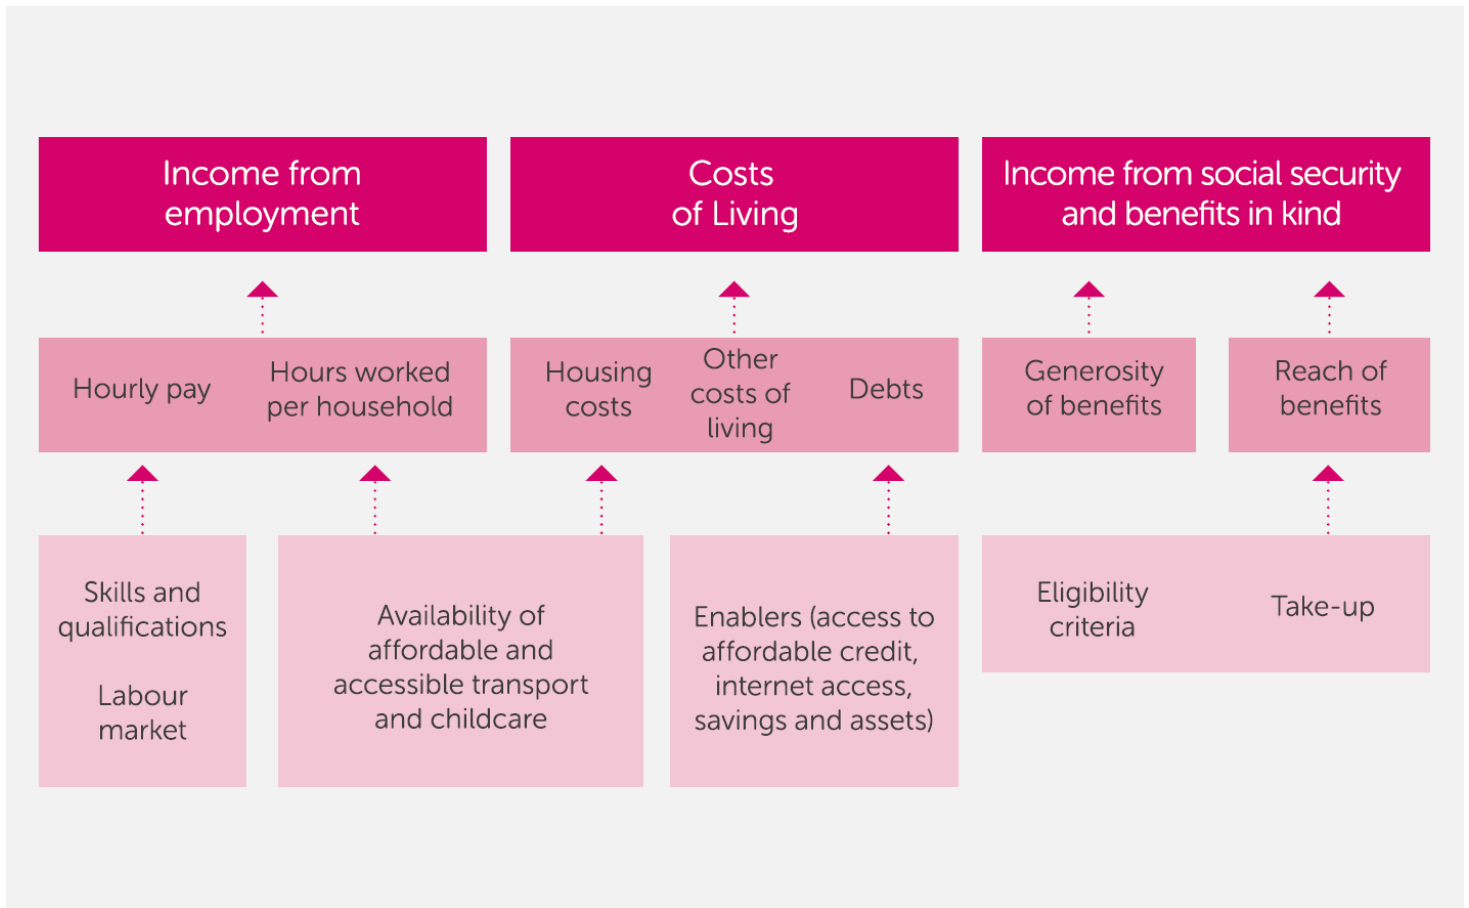 Income from
employment
Costs
of Living
Income from social security
and benefits in kind
Hourly pay
Hours worked
per household
Housing
costs
Other
costs of
living
Debts
Generosity
of benefits
Reach of
benefits
Skills and
qualifications
Labour
market
Availability of
affordable and
accessible transport
and childcare
Enablers (access to
affordable credit,
internet access,
savings and assets)
Eligibility
criteria
Take-up